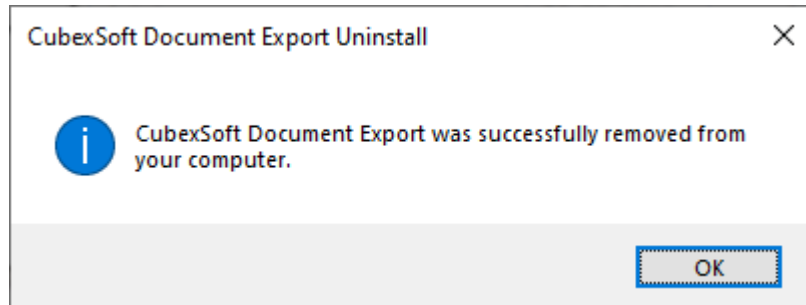 CubexSoft Document Export Uninstall
CubexSoft Document Export was successfully removed from
your computer.
OK